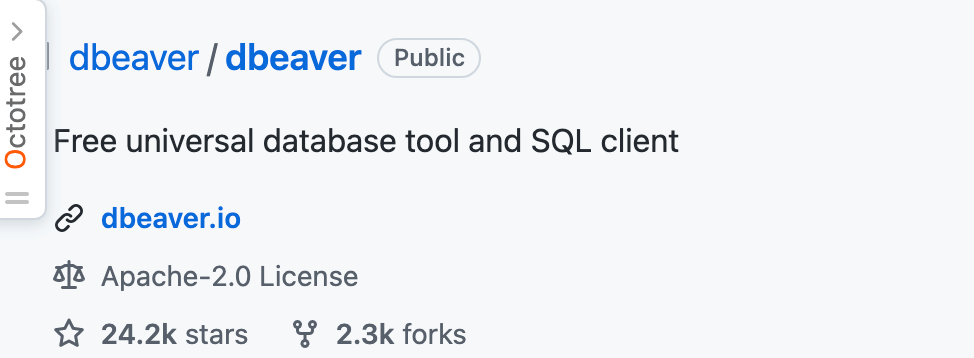 Octotree
dbeaver / dbeaver Public
Free universal database tool and SQL client
dbeaver.io
Apache-2.0 License
24.2k stars 2.3k forks